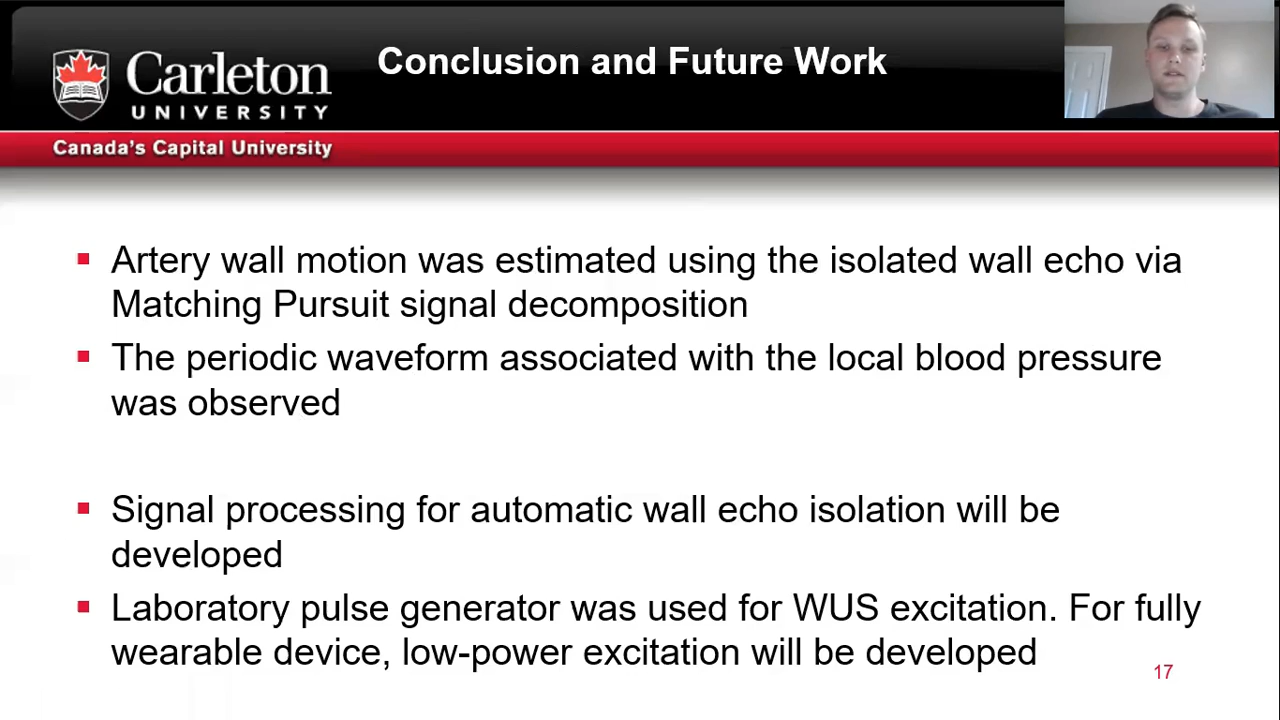 Carleton
UNIVERSITY
Canada's Capital University
Conclusion and Future Work
Artery wall motion was estimated using the isolated wall echo via
Matching Pursuit signal decomposition
The periodic waveform associated with the local blood pressure
was observed
Signal processing for automatic wall echo isolation will be
developed
Laboratory pulse generator was used for WUS excitation. For fully
wearable device, low-power excitation will be developed
17